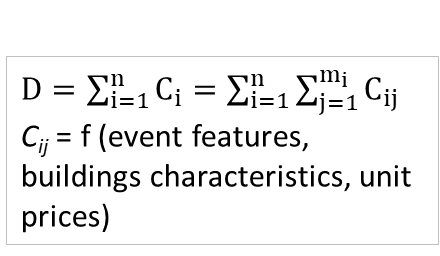 D = ∑ⁿᵢ₌₁ Cᵢ = ∑ⁿᵢ₌₁ ∑ᵐⁱⱼ₌₁ Cᵢⱼ
Cᵢⱼ = f (event features,
buildings characteristics, unit
prices)